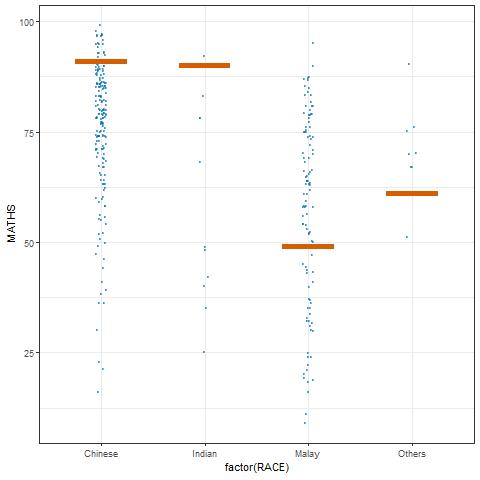 100
75
50
25
MATHS
Chinese
Indian
Malay
Others
factor(RACE)